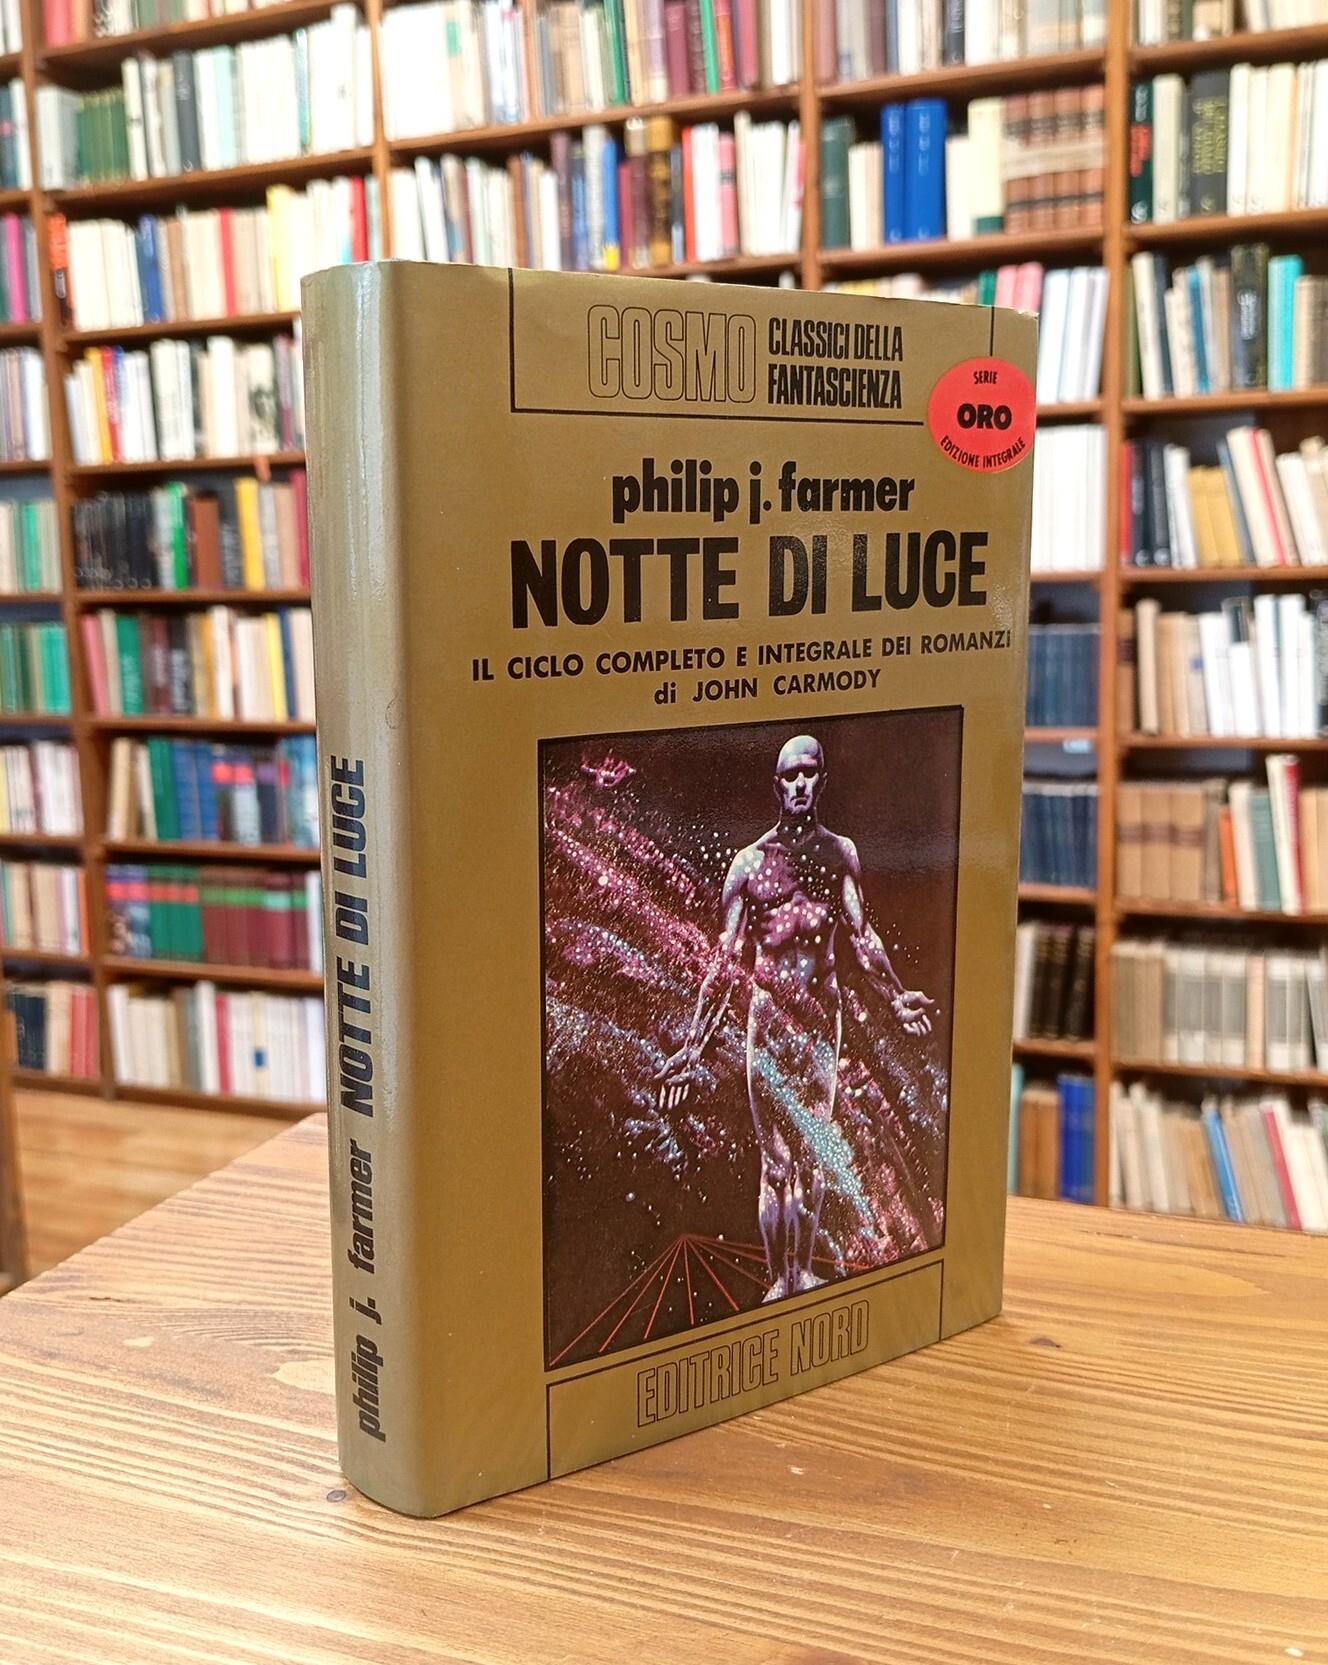 COSMO CLASSICI DELLA
FANTASCIENZA
SERIE
ORO
EDIZIONE INTEGRALE
philip j. farmer
NOTTE DI LUCE
IL CICLO COMPLETO E INTEGRALE DEI ROMANZI
di JOHN CARMODY
EDITRICE NORD
philip j. farmer NOTTE DI LUCE